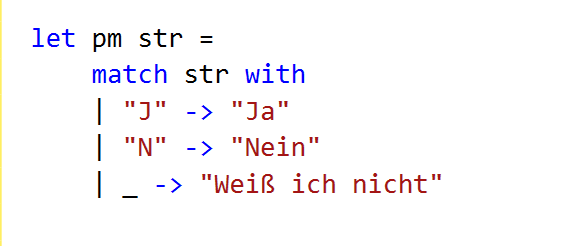 let pm str =
match str with
| "J" -> "Ja"
| "N" -> "Nein"
| _ -> "Weiß ich nicht"